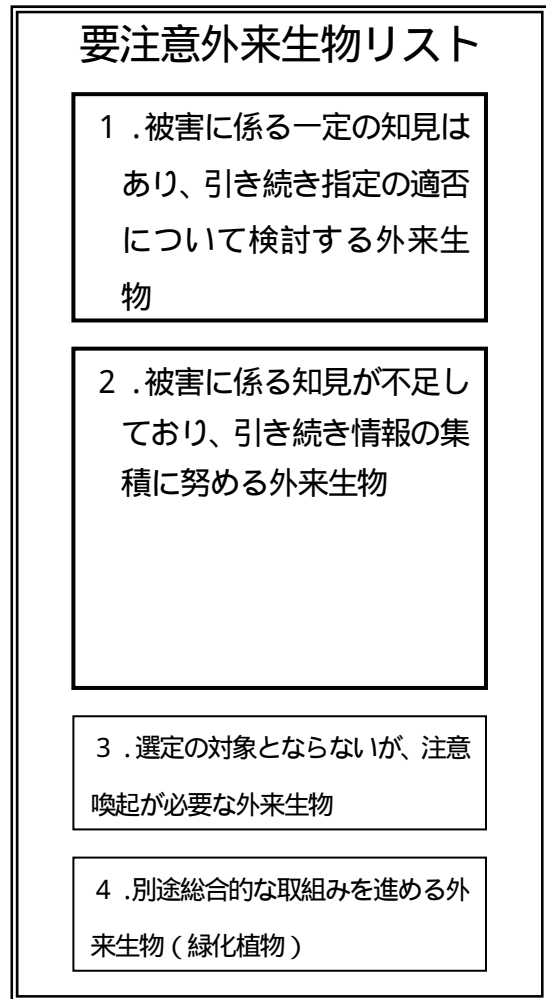 要注意外来生物リスト
1 .被害に係る一定の知見は
あり、引き続き指定の適否
について検討する外来生
物
2 .被害に係る知見が不足し
ており、引き続き情報の集
積に努める外来生物
3 .選定の対象とならないが、注意
喚起が必要な外来生物
4 .別途総合的な取組みを進める外
来生物 ( 緑化植物 )